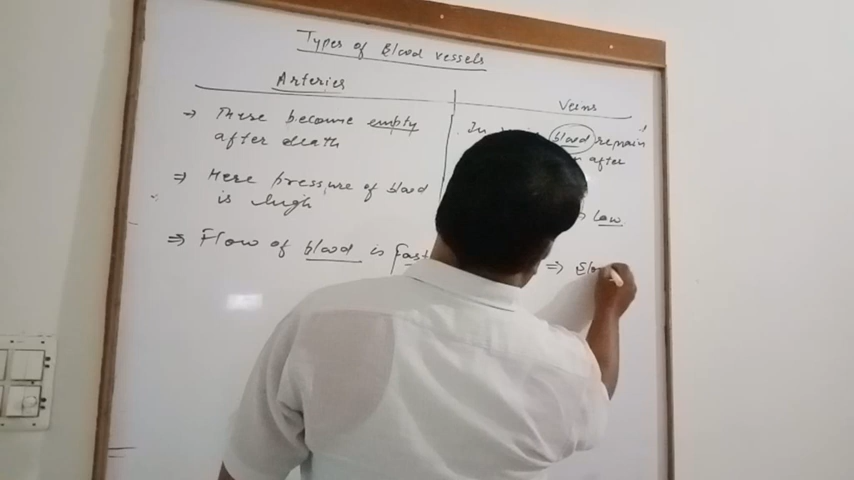 Types of Blood vessels
Arteries
Veins
⇒ These become empty
after death
⇒ Here pressure of blood
is high
⇒ Flow of blood is Fast
In blood remain
after
low
⇒ Slo